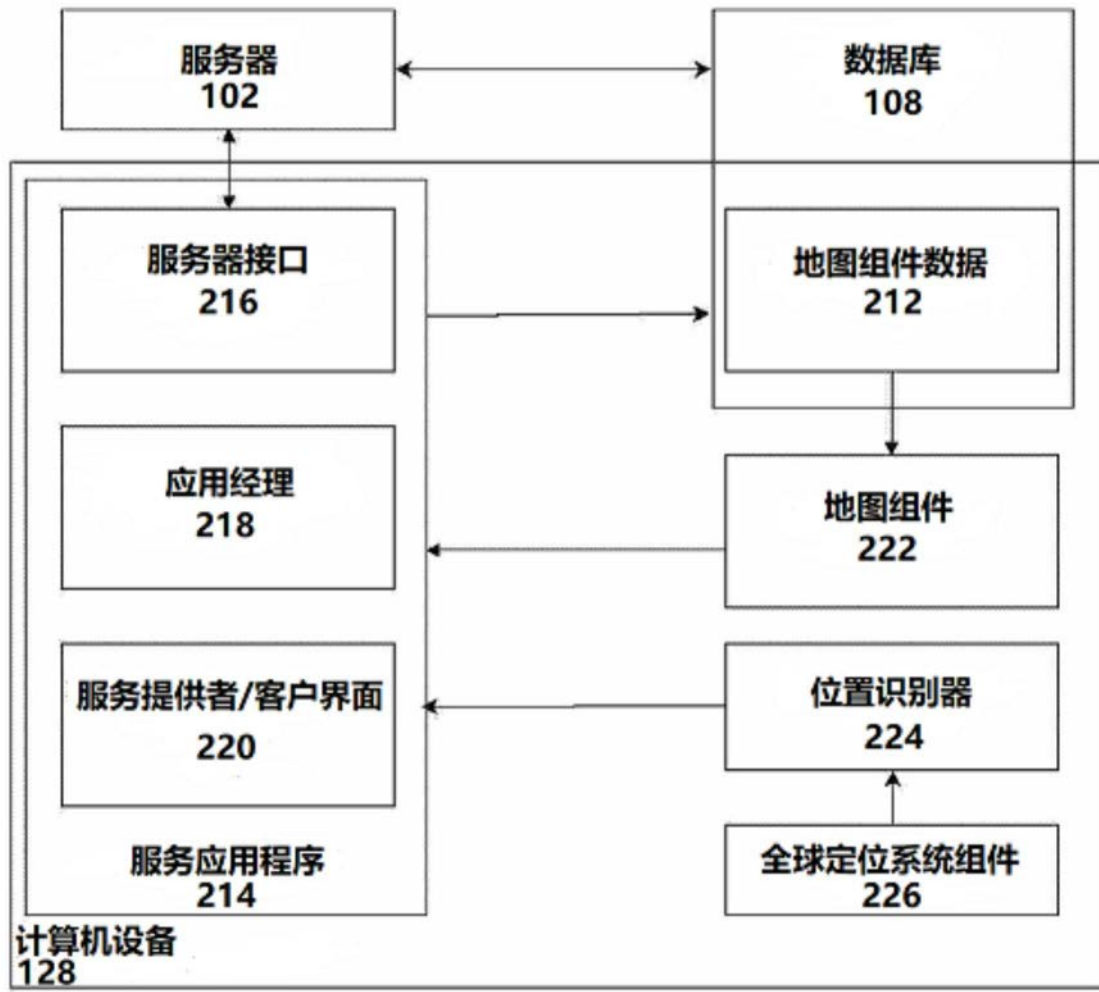 服务器
102
数据库
108
服务器接口
216
地图组件数据
212
应用经理
218
地图组件
222
服务提供者/客户界面
220
位置识别器
224
服务应用程序
214
全球定位系统组件
226
计算机设备
128